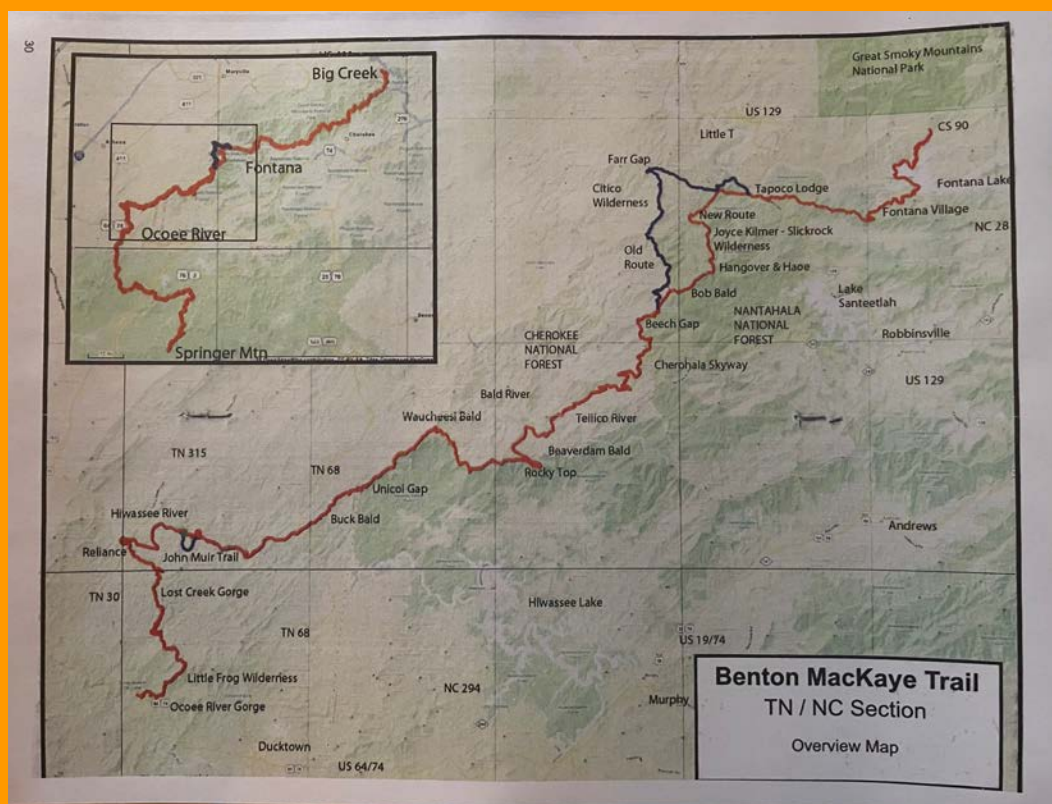 30
Big Creek
Fontana
Ocoee River
Springer Mtn
Maryville
Cherokee
411
411
74
Great Smoky Mountains
National Park
US 129
CS 90
Little T
Farr Gap
Citico
Wilderness
Tapoco Lodge
Fontana Lake
New Route
Fontana Village
NC 28
Joyce Kilmer - Slickrock
Wilderness
Old
Route
Hangover & Haoe
Bob Bald
Lake
Santeetlah
Beech Gap
NANTAHALA
NATIONAL
FOREST
CHEROKEE
NATIONAL
FOREST
Robbinsville
Cherohala Skyway
US 129
Bald River
Waucheesi Bald
Tellico River
TN 315
Beaverdam Bald
TN 68
Rocky Top
Unicoi Gap
Hiwassee River
Buck Bald
Andrews
Reliance
John Muir Trail
TN 30
Lost Creek Gorge
Hiwassee Lake
TN 68
US 19/74
Little Frog Wilderness
NC 294
Murphy
Ocoee River Gorge
Ducktown
US 64/74
Benton MacKaye Trail
TN / NC Section
Overview Map